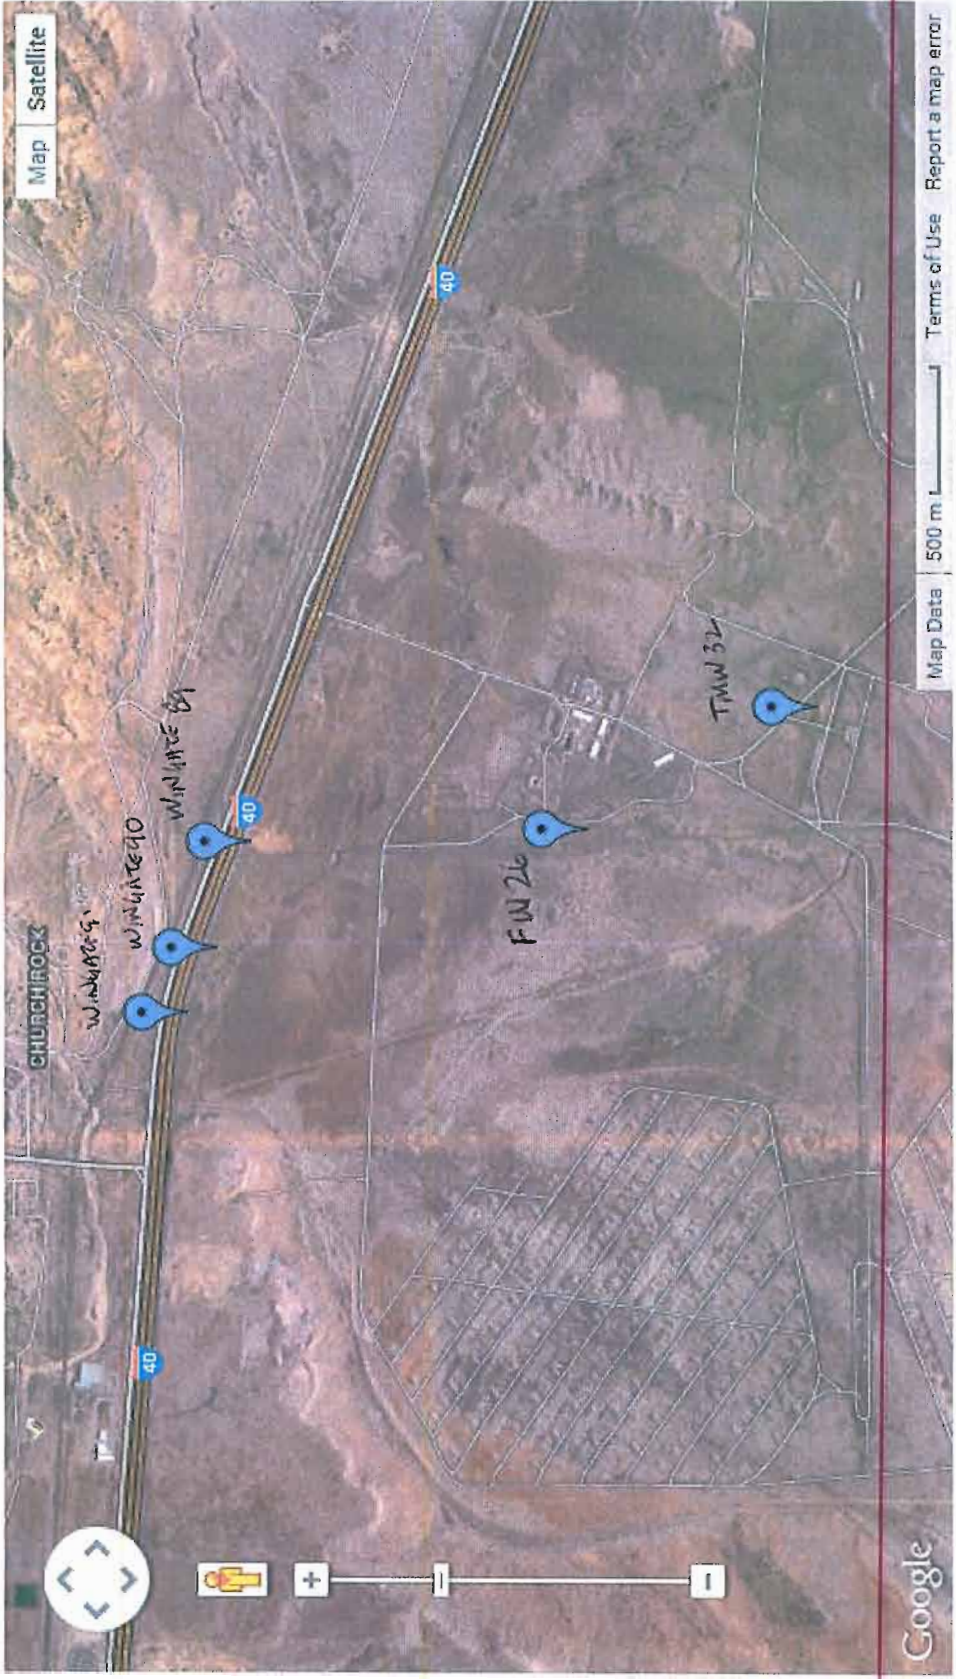 Map Satellite
CHURCH ROCK
WINGATE 91
WINGATE 90
WINGATE 89
40
40
40
FW 26
TMW 32
Google
Map Data 500 m Terms of Use Report a map error